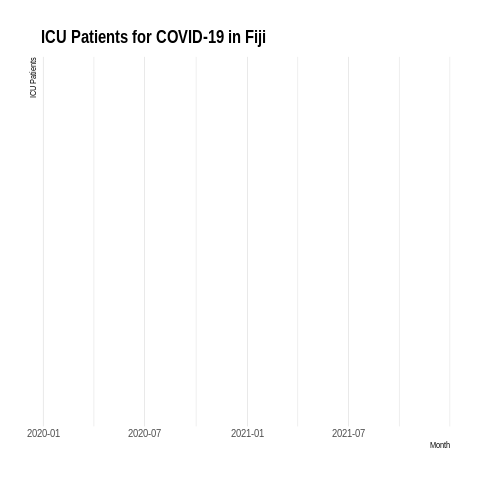 ICU Patients for COVID-19 in Fiji
ICU Patients
2020-01 2020-07 2021-01 2021-07
Month